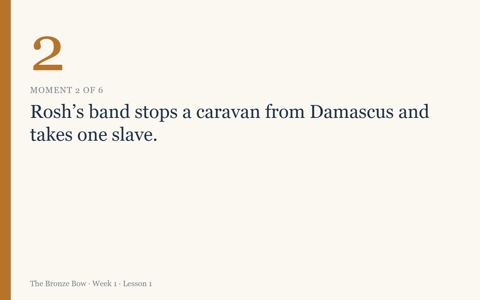 2
MOMENT 2 OF 6
Rosh’s band stops a caravan from Damascus and
takes one slave.
The Bronze Bow · Week 1 · Lesson 1